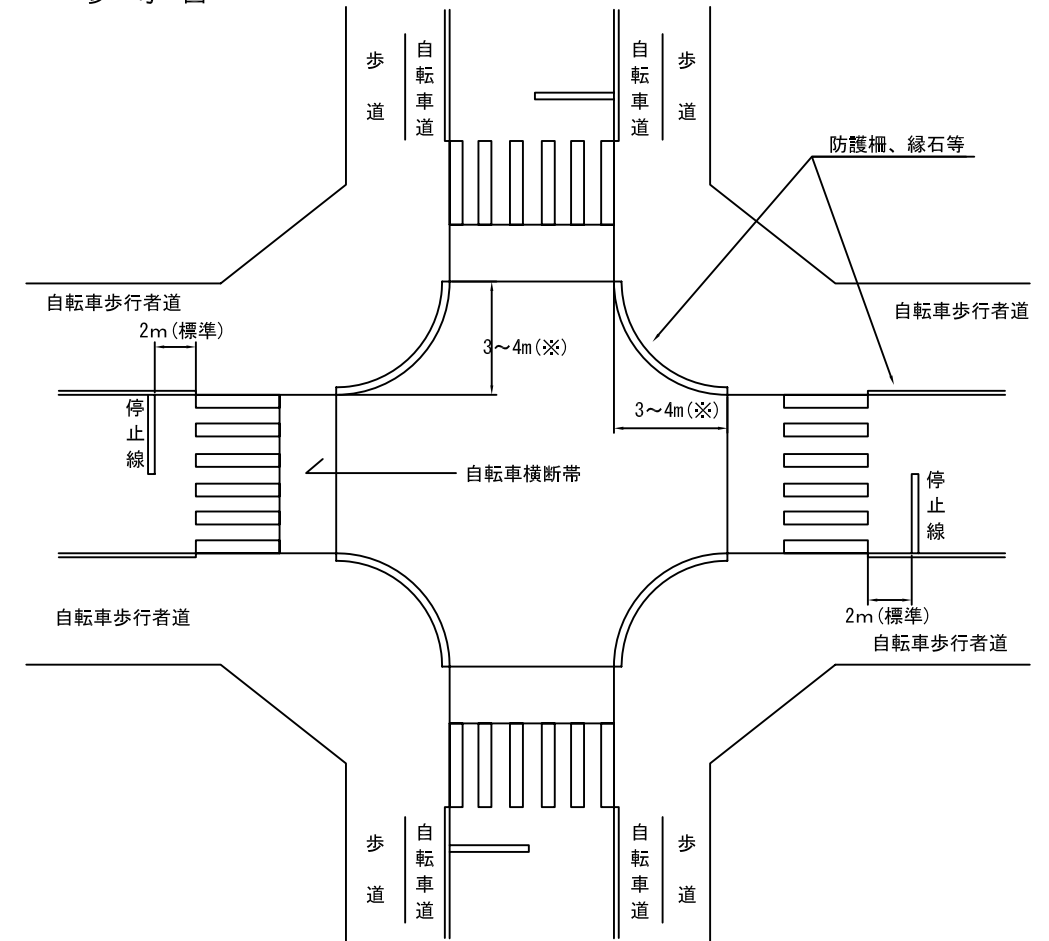 歩道
自転車道
自転車道
歩道
防護柵、縁石等
自転車歩行者道
自転車歩行者道
2m(標準)
3~4m(※)
3~4m(※)
停止線
自転車横断帯
停止線
自転車歩行者道
2m(標準)
自転車歩行者道
歩道
自転車道
自転車道
歩道